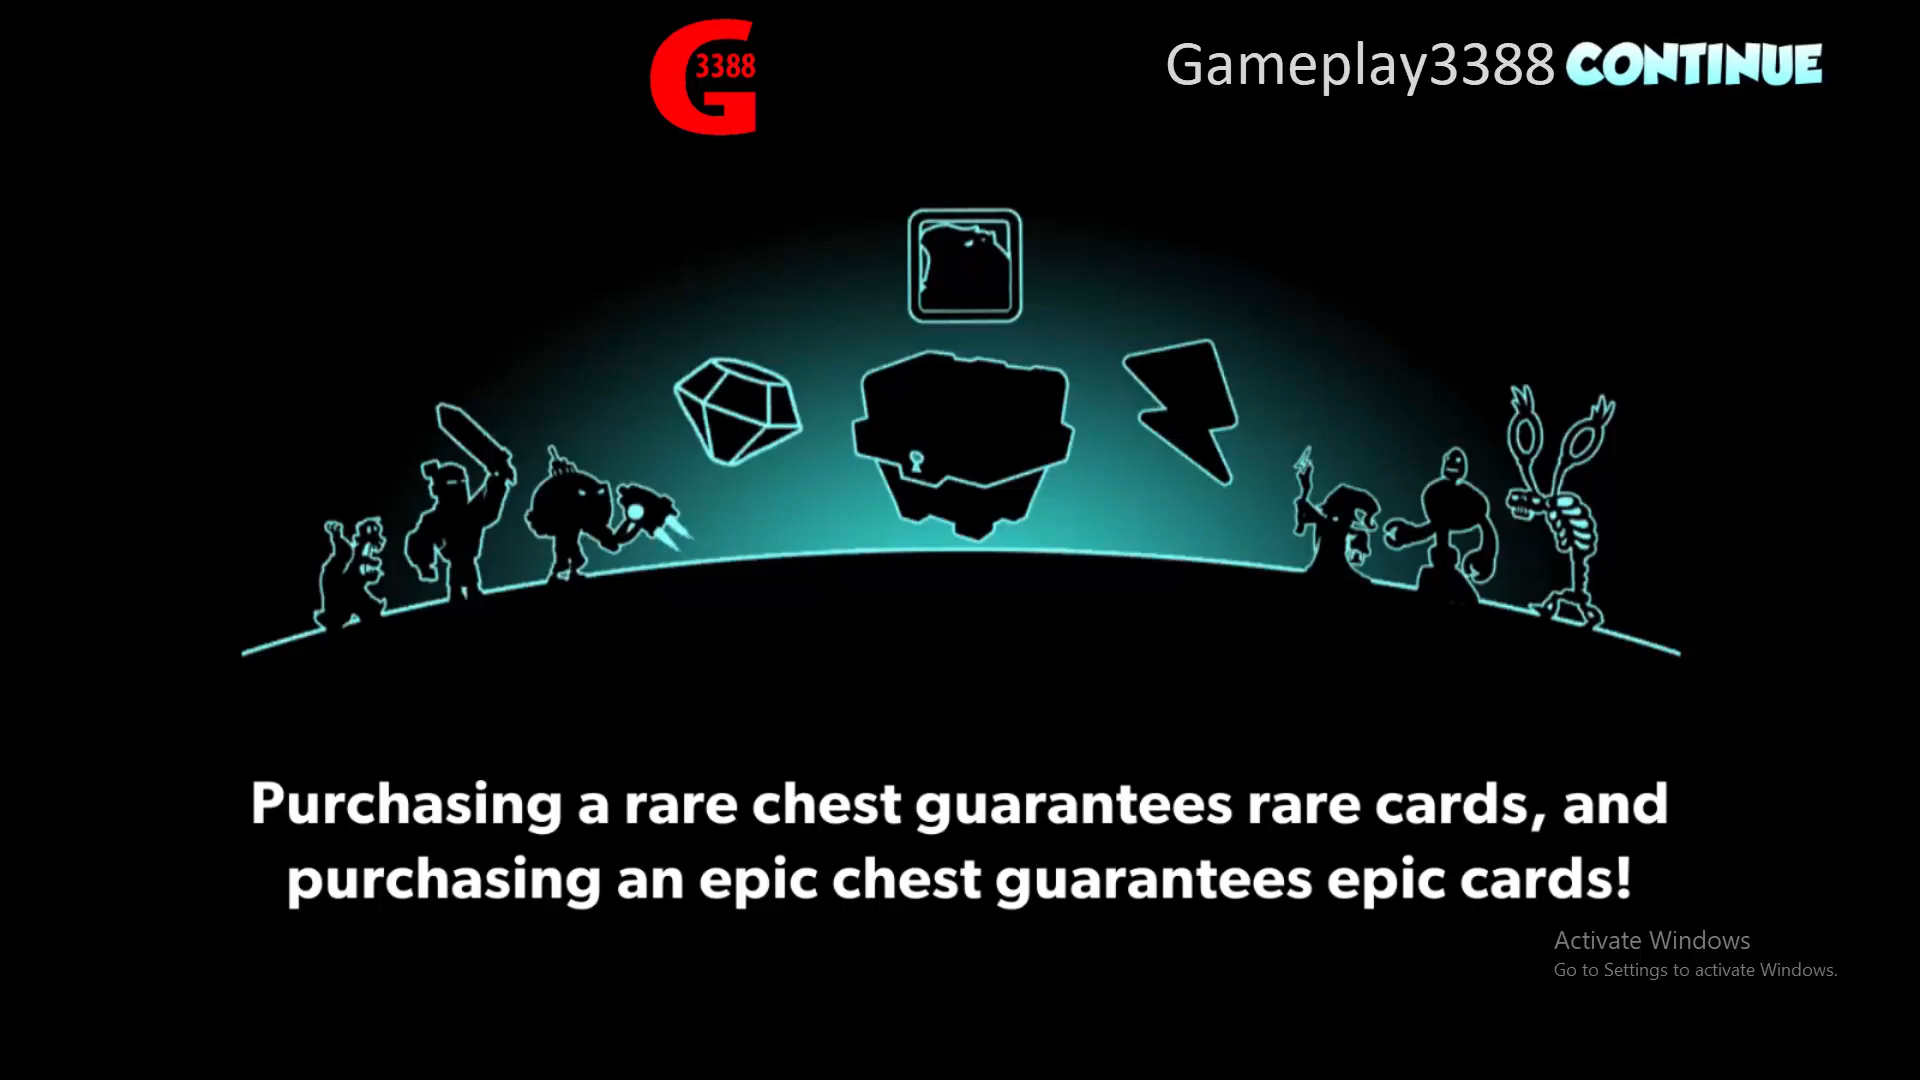 3388
G
Gameplay3388 CONTINUE
Purchasing a rare chest guarantees rare cards, and
purchasing an epic chest guarantees epic cards!
Activate Windows
Go to Settings to activate Windows.